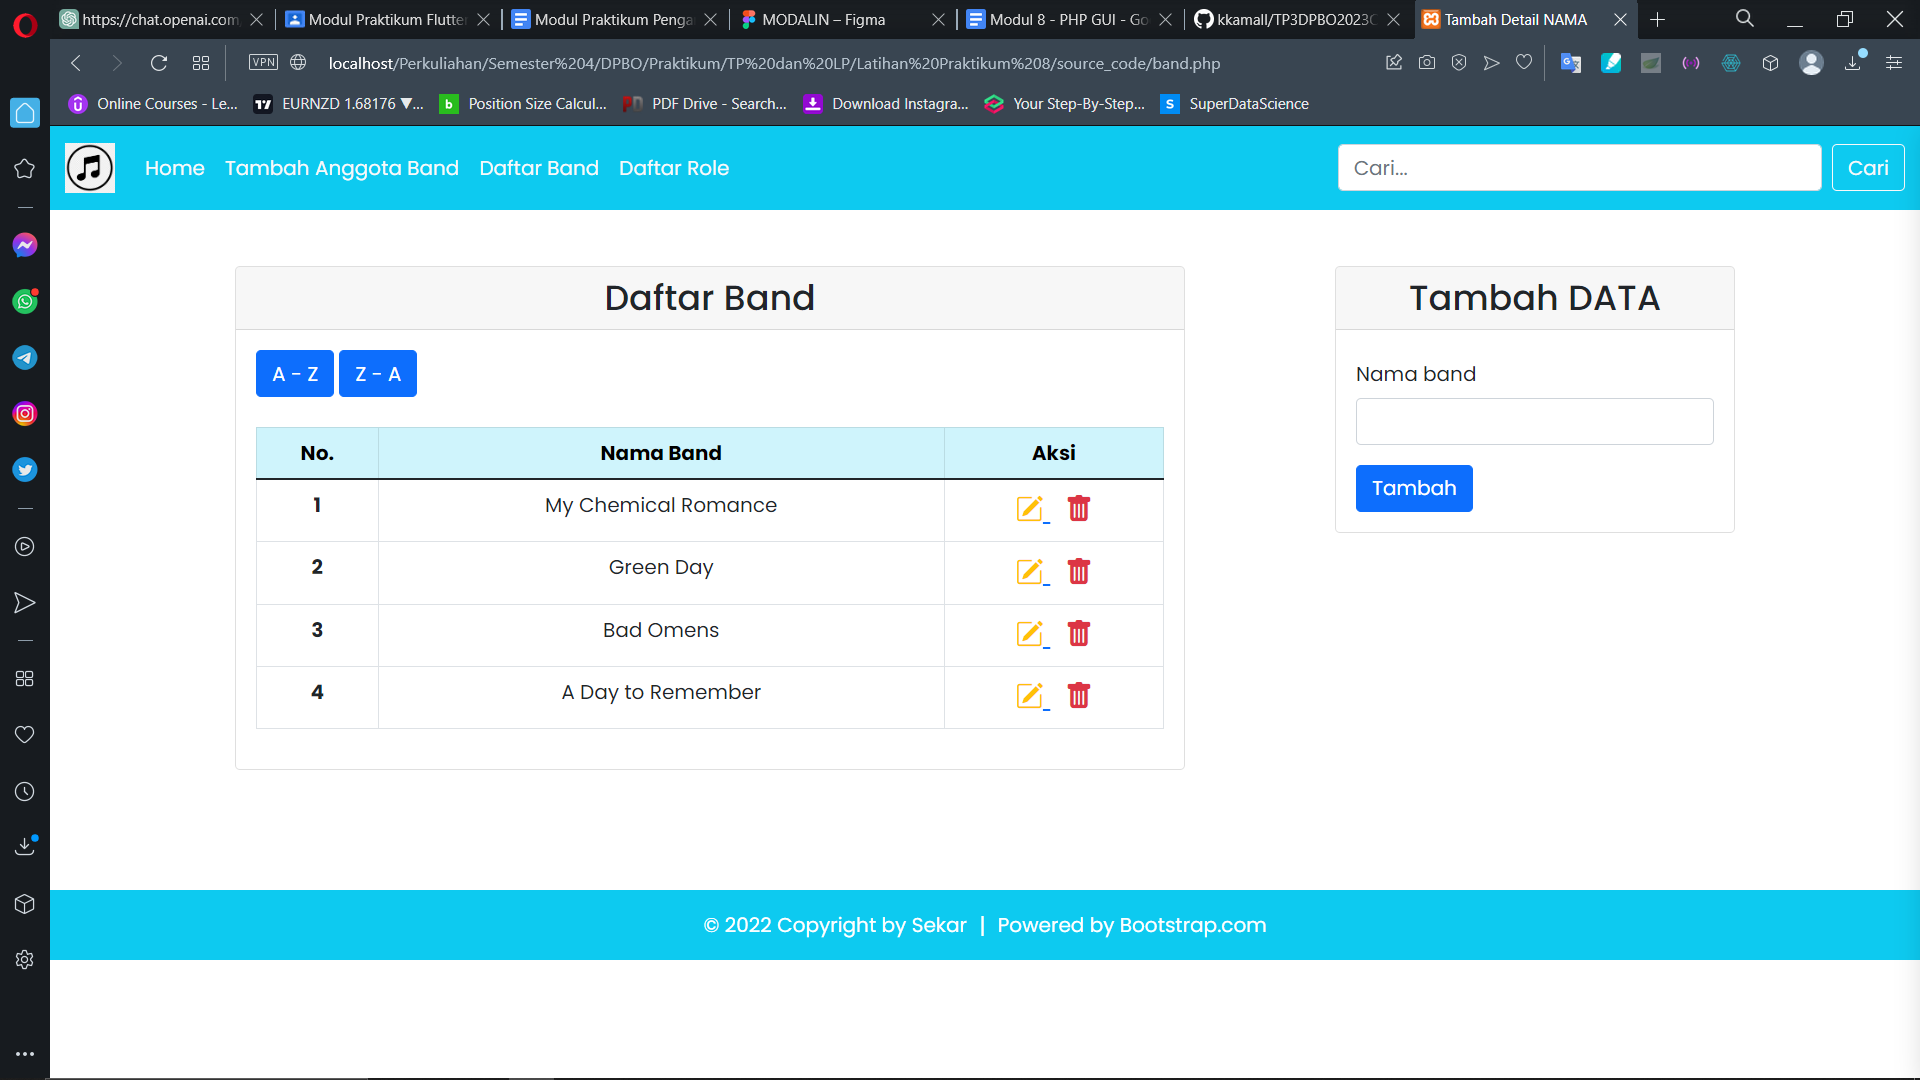 https://chat.openai.com
Modul Praktikum Flutter
Modul Praktikum Penga
MODALIN – Figma
Modul 8 - PHP GUI - Go
kkamall/TP3DPBO2023C
Tambah Detail NAMA
VPN
localhost/Perkuliahan/Semester%204/DPBO/Praktikum/TP%20dan%20LP/Latihan%20Praktikum%208/source_code/band.php
Online Courses - Le...
EURNZD 1.68176 ▼...
Position Size Calcul...
PDF Drive - Search...
Download Instagra...
Your Step-By-Step...
SuperDataScience
Home
Tambah Anggota Band
Daftar Band
Daftar Role
Cari...
Cari
Daftar Band
A - Z
Z - A
No. Nama Band Aksi
1 My Chemical Romance
2 Green Day
3 Bad Omens
4 A Day to Remember
Tambah DATA
Nama band
Tambah
© 2022 Copyright by Sekar | Powered by Bootstrap.com